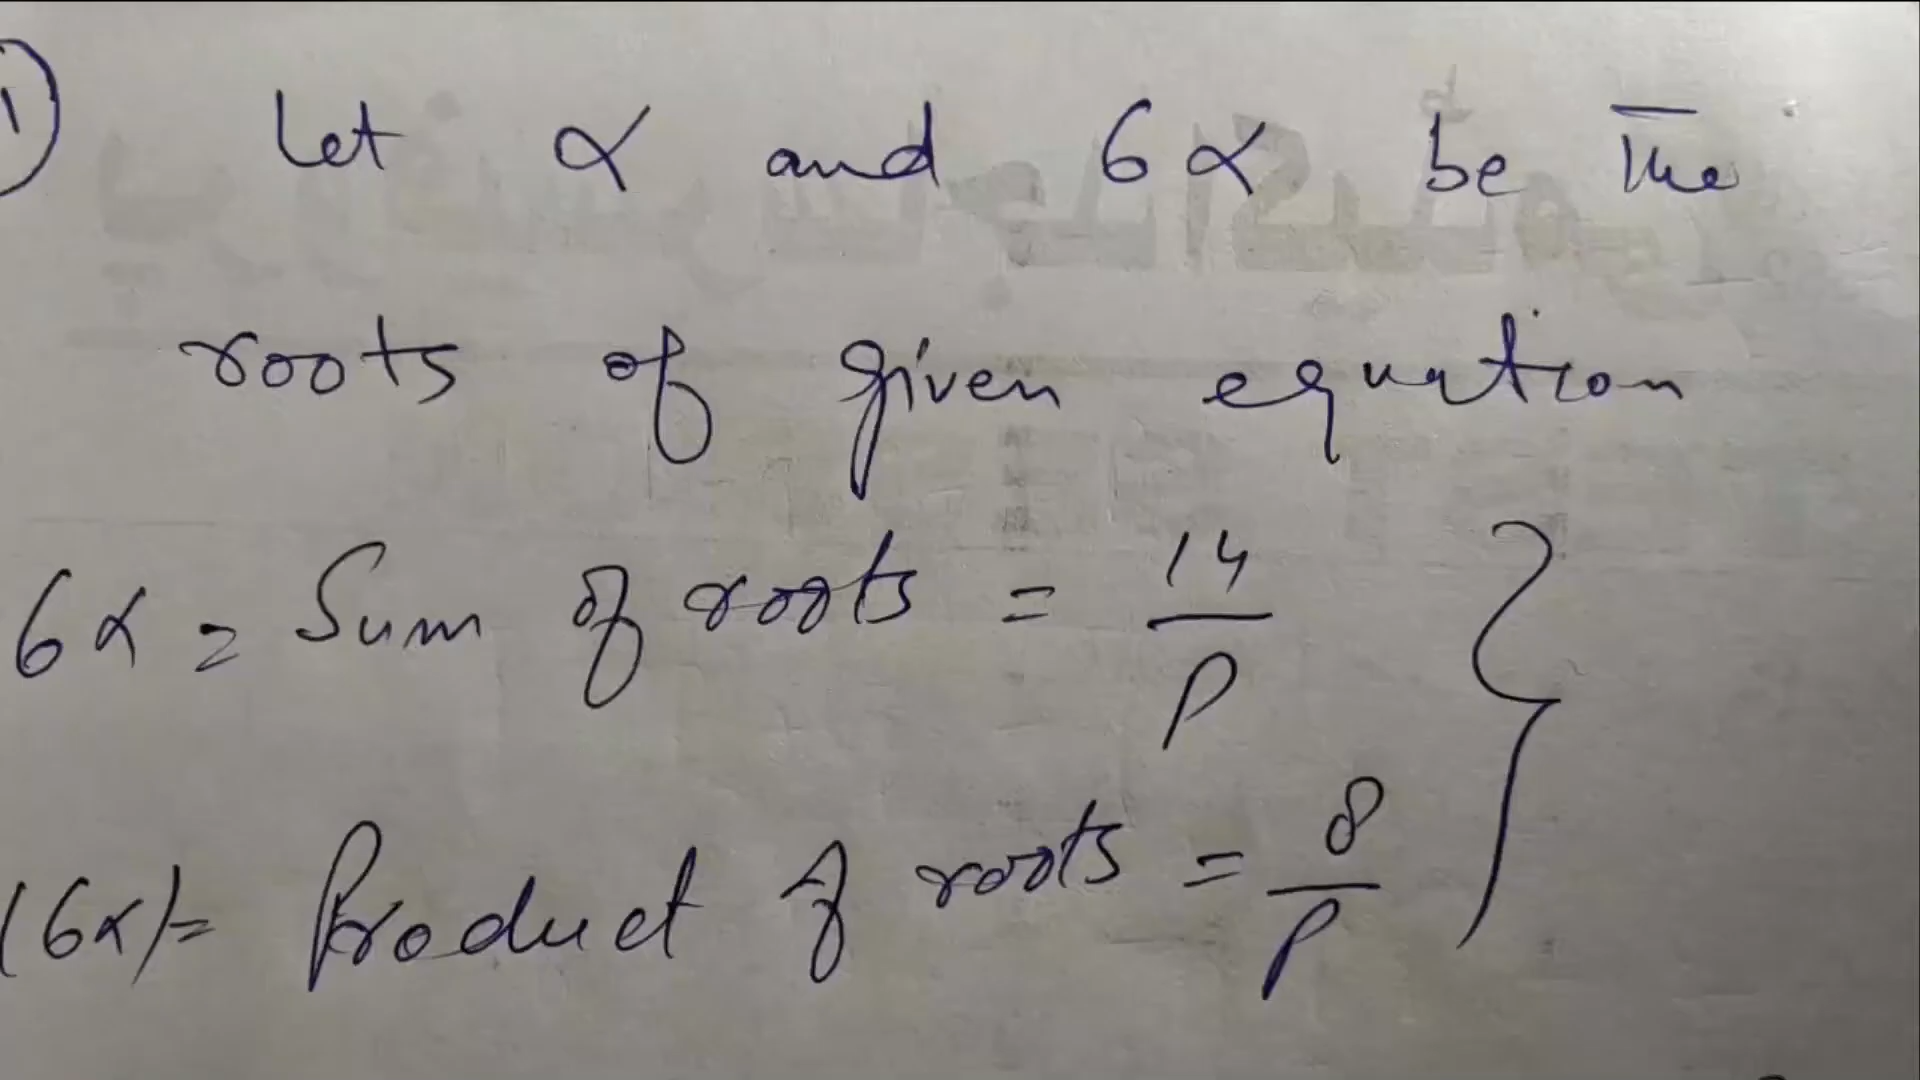 1) Let α and 6α be the
roots of given equation
6α = Sum of roots = 14/P }
(6α) = Product of roots = 8/P